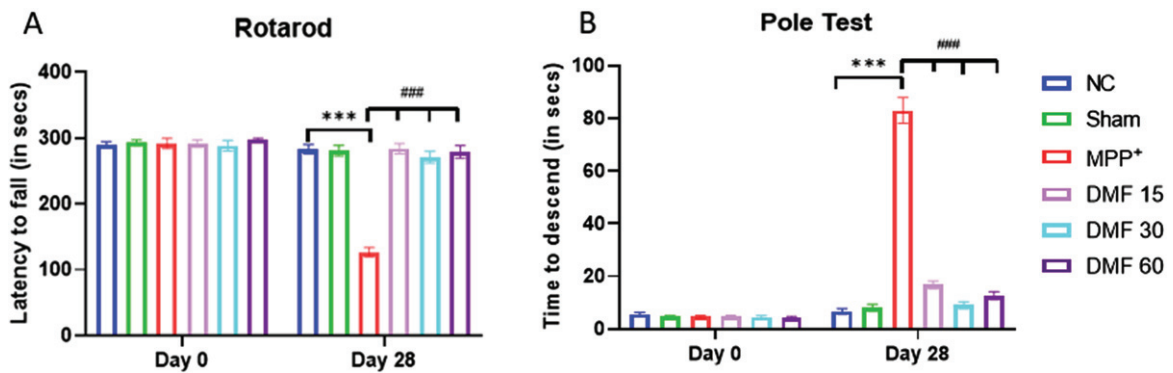 A
Rotarod
Latency to fall (in secs)
400
300
200
100
0
***
###
Day 0
Day 28
B
Pole Test
Time to descend (in secs)
100
80
60
40
20
0
***
###
Day 0
Day 28
NC
Sham
MPP⁺
DMF 15
DMF 30
DMF 60